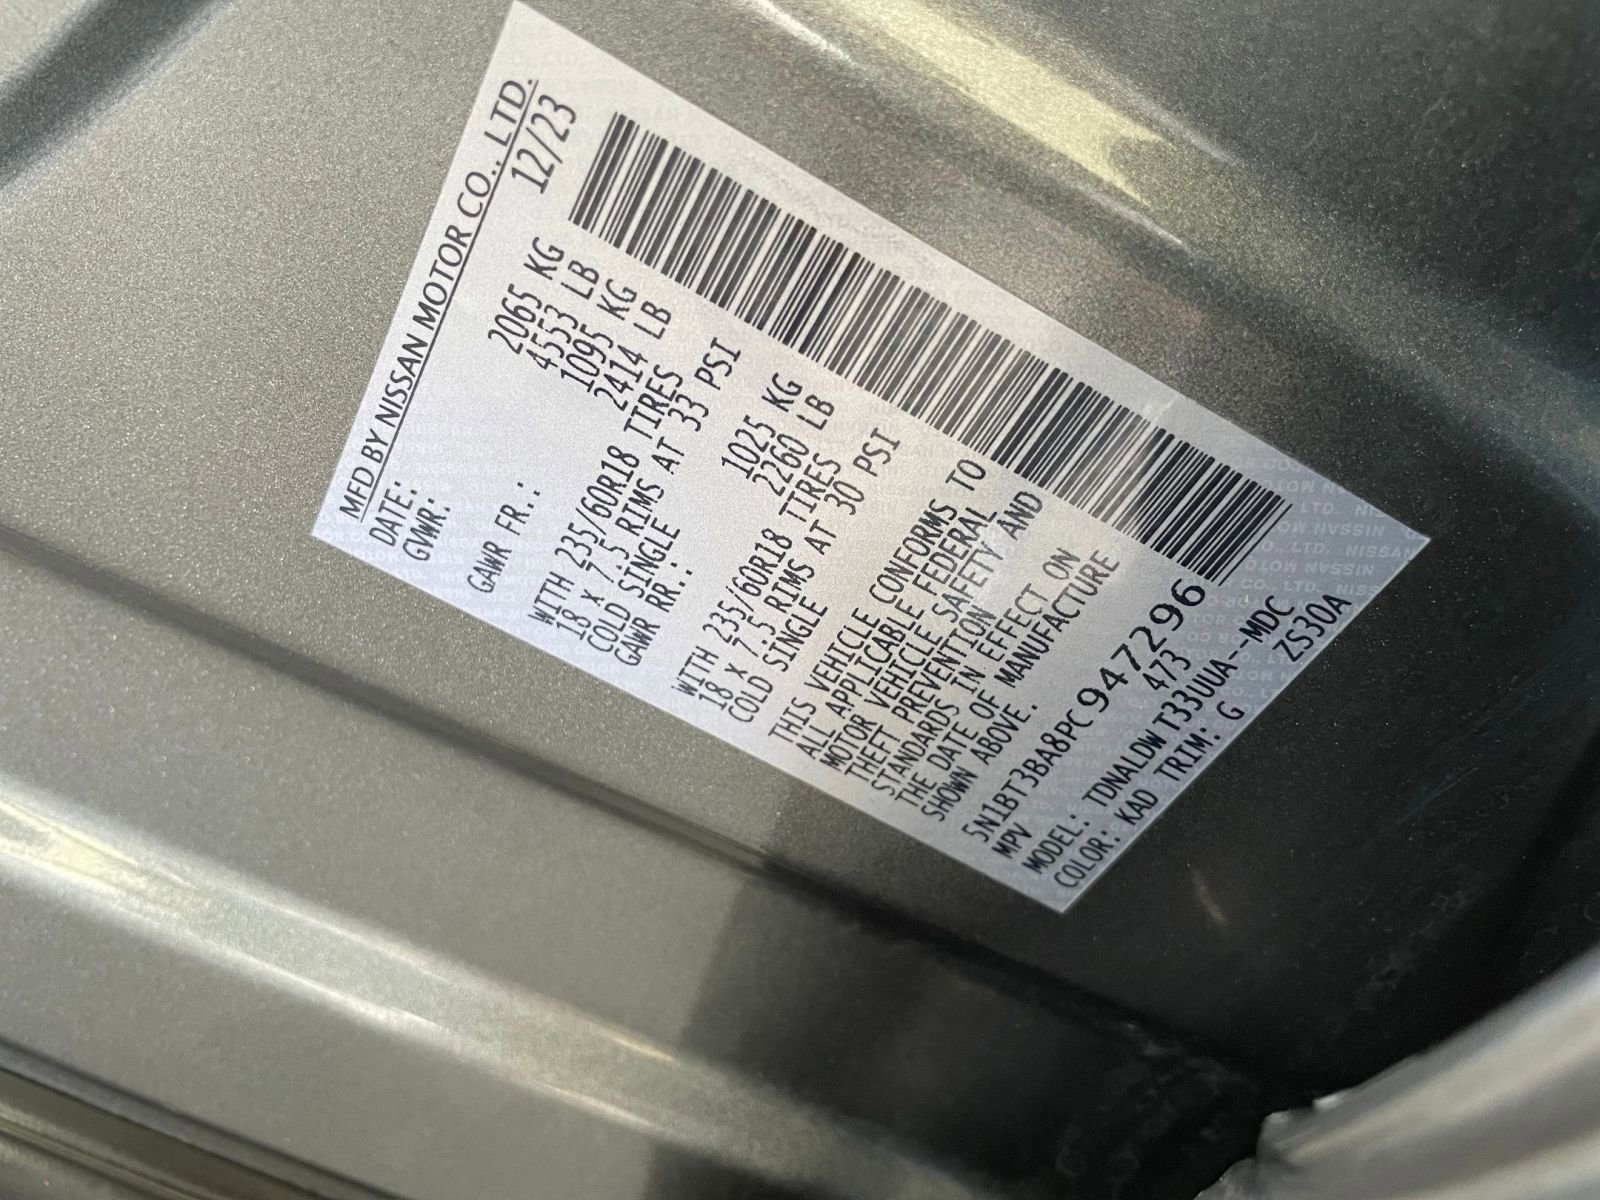 MFD BY NISSAN MOTOR CO., LTD.
DATE: 12/23
GVWR: 2065 KG
4553 LB
GAWR FR.: 1095 KG
2414 LB
WITH 235/60R18 TIRES
18 X 7.5 RIMS AT 33 PSI
COLD SINGLE
GAWR RR.: 1025 KG
2260 LB
WITH 235/60R18 TIRES
18 X 7.5 RIMS AT 30 PSI
COLD SINGLE
THIS VEHICLE CONFORMS TO
ALL APPLICABLE FEDERAL
MOTOR VEHICLE SAFETY AND
THEFT PREVENTION
STANDARDS IN EFFECT ON
THE DATE OF MANUFACTURE
SHOWN ABOVE.
5N1BT3BA8PC947296
MPV 473
MODEL: TDNALDWT33UUA--MDC
COLOR: KAD TRIM: G ZS30A